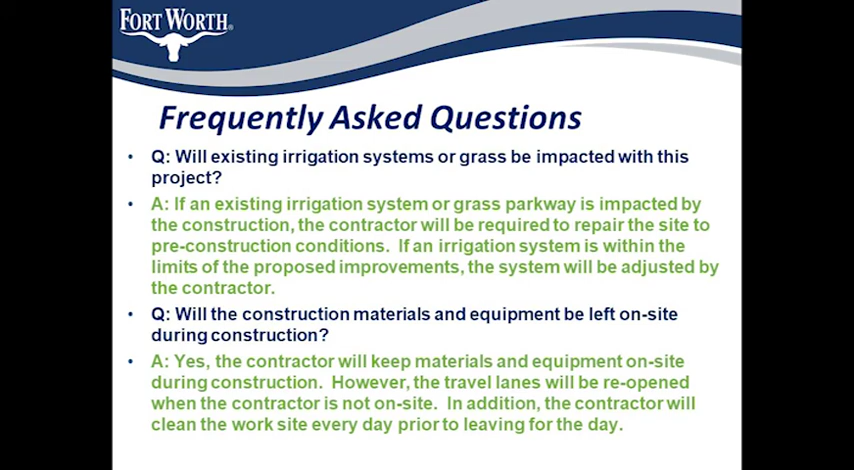 FORT WORTH®
Frequently Asked Questions
• Q: Will existing irrigation systems or grass be impacted with this
project?
• A: If an existing irrigation system or grass parkway is impacted by
the construction, the contractor will be required to repair the site to
pre-construction conditions. If an irrigation system is within the
limits of the proposed improvements, the system will be adjusted by
the contractor.
• Q: Will the construction materials and equipment be left on-site
during construction?
• A: Yes, the contractor will keep materials and equipment on-site
during construction. However, the travel lanes will be re-opened
when the contractor is not on-site. In addition, the contractor will
clean the work site every day prior to leaving for the day.